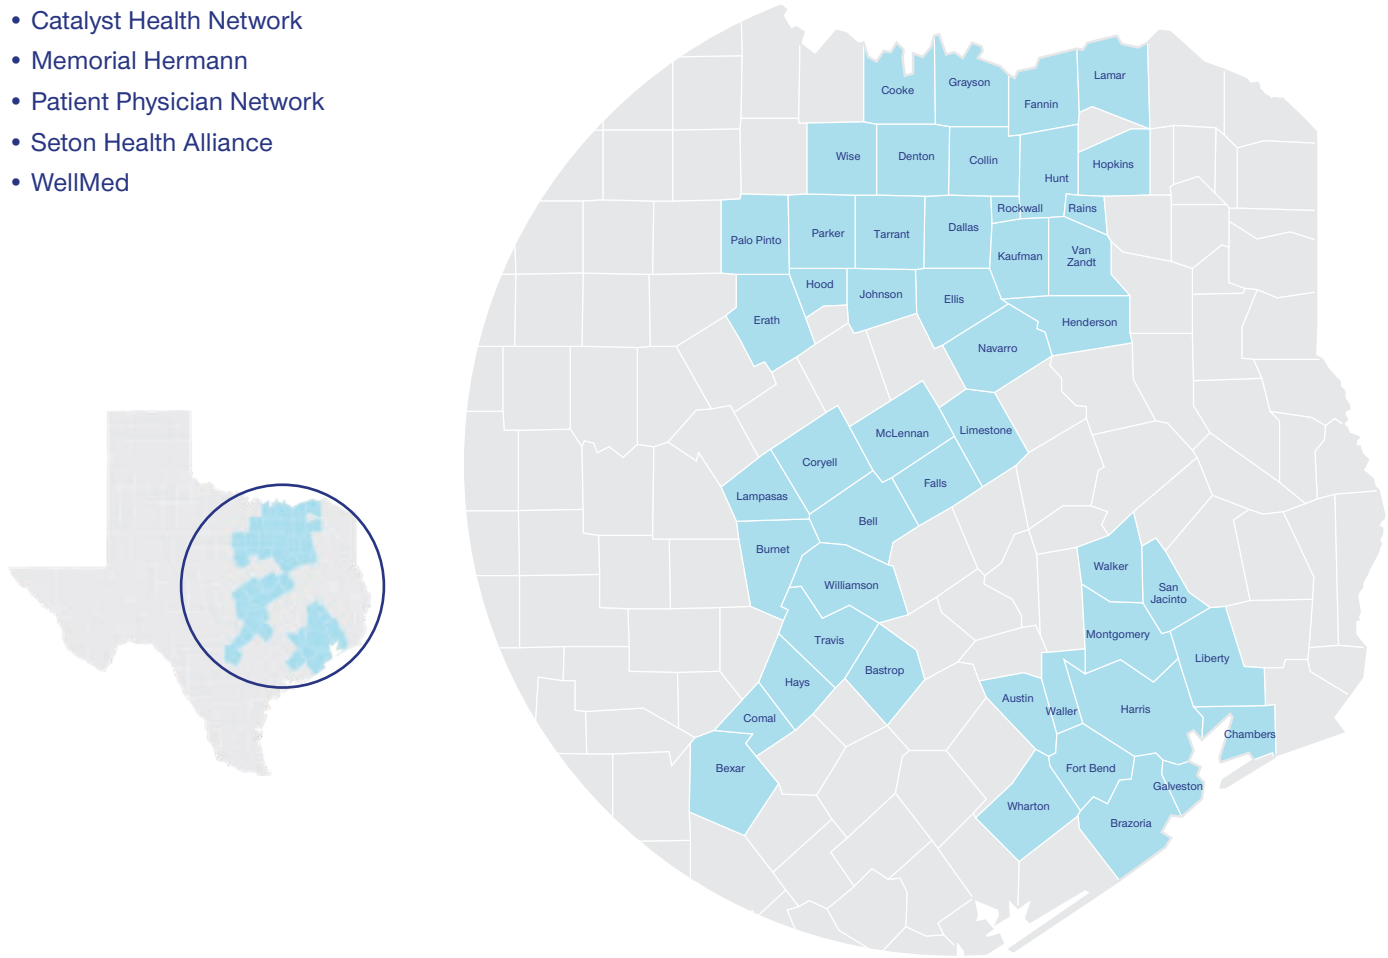 • Catalyst Health Network
• Memorial Hermann
• Patient Physician Network
• Seton Health Alliance
• WellMed
Cooke
Grayson
Fannin
Lamar
Wise
Denton
Collin
Hunt
Hopkins
Rockwall
Rains
Palo Pinto
Parker
Tarrant
Dallas
Kaufman
Van
Zandt
Hood
Johnson
Ellis
Erath
Henderson
Navarro
McLennan
Limestone
Coryell
Lampasas
Falls
Bell
Burnet
Williamson
Walker
San
Jacinto
Travis
Montgomery
Bastrop
Liberty
Hays
Austin
Waller
Harris
Comal
Chambers
Bexar
Fort Bend
Galveston
Wharton
Brazoria